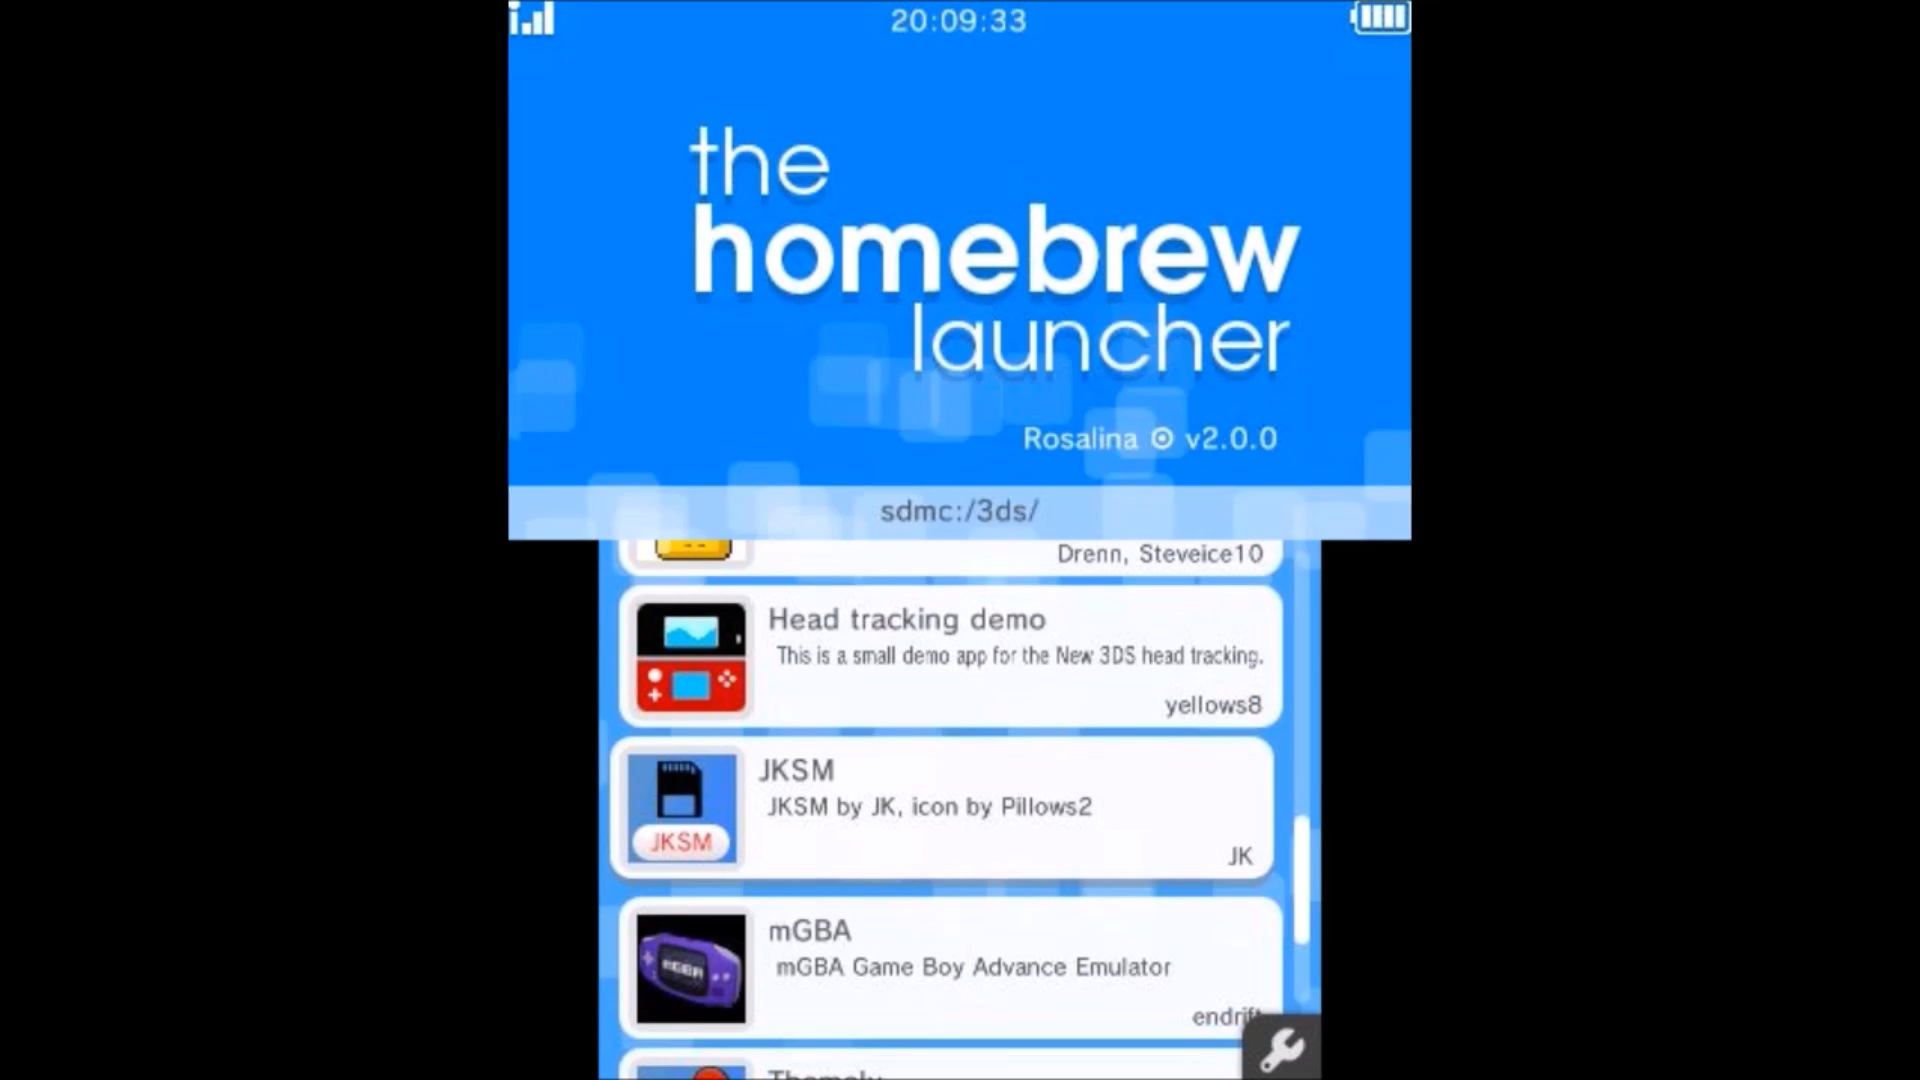 20:09:33
the
homebrew
launcher
Rosalina ⊙ v2.0.0
sdmc:/3ds/
Drenn, Steveice10
Head tracking demo
This is a small demo app for the New 3DS head tracking.
yellows8
JKSM
JKSM by JK, icon by Pillows2
JKSM
JK
mGBA
mGBA Game Boy Advance Emulator
mGBA
endrift